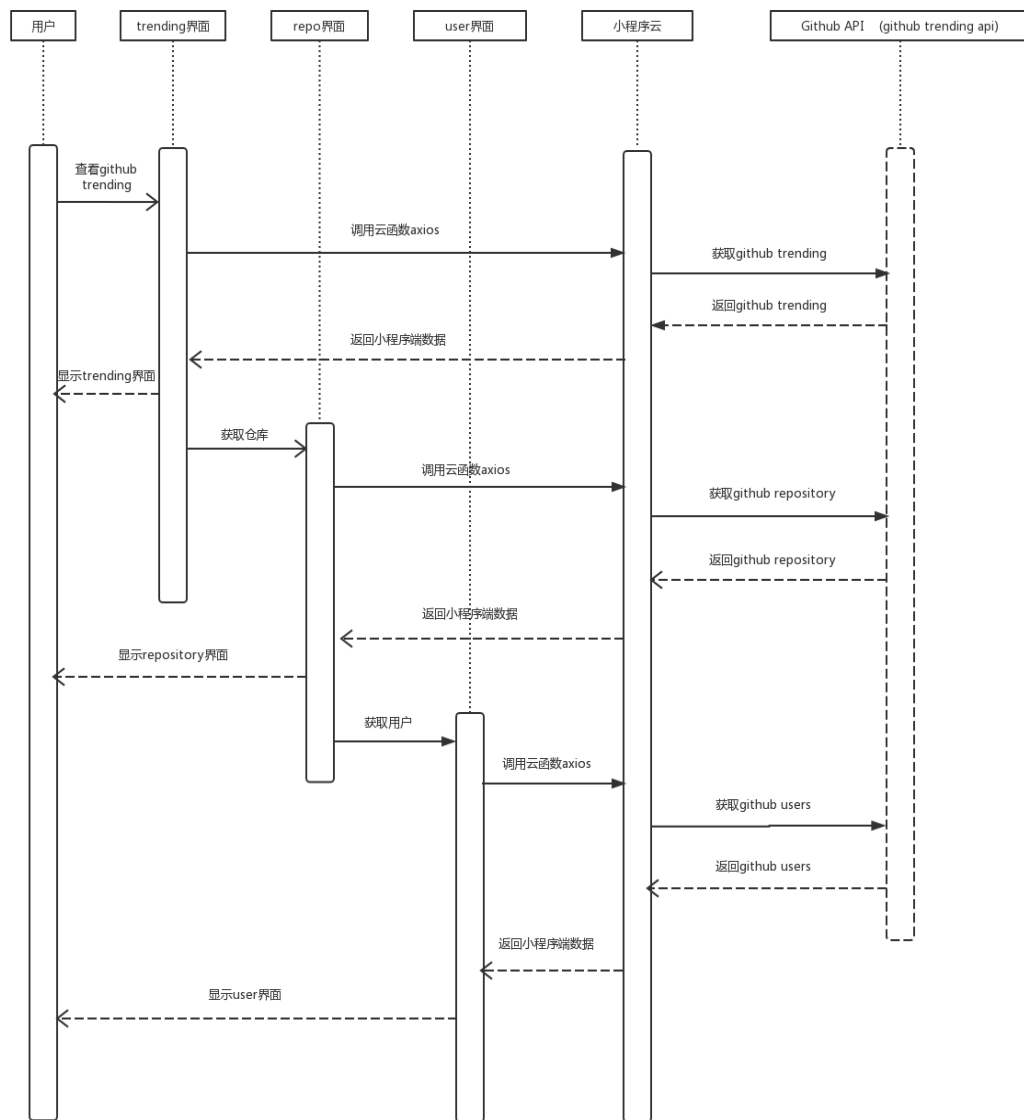 用户
trending界面
repo界面
user界面
小程序云
Github API （github trending api)
查看github
trending
调用云函数axios
获取github trending
返回github trending
返回小程序端数据
显示trending界面
获取仓库
调用云函数axios
获取github repository
返回github repository
返回小程序端数据
显示repository界面
获取用户
调用云函数axios
获取github users
返回github users
返回小程序端数据
显示user界面